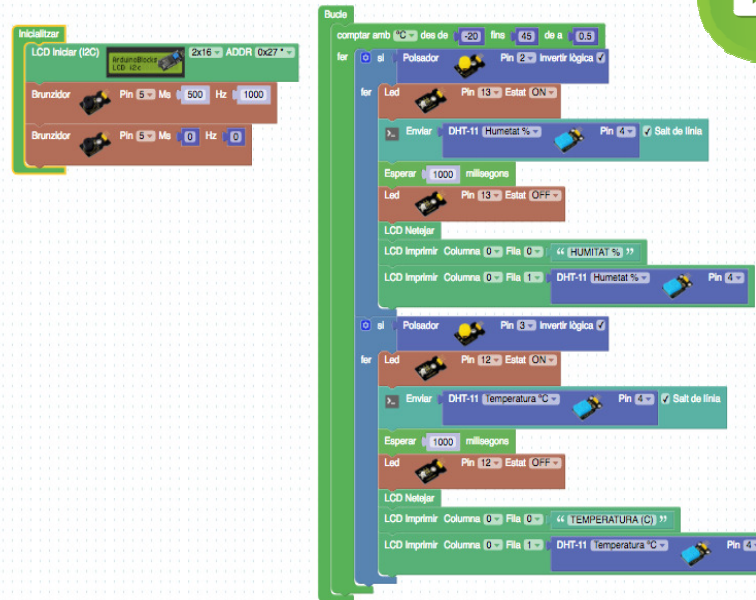 Inicialitzar
LCD Iniciar (I2C) ArduinoBlocks LCD i2c 2x16 ADDR 0x27 *
Brunzidor Pin 5 Ms 500 Hz 1000
Brunzidor Pin 5 Ms 0 Hz 0
Bucle
comptar amb ºC des de -20 fins 45 de a 0.5
fer si Polsador Pin 2 Invertir lògica
fer Led Pin 13 Estat ON
Enviar DHT-11 Humetat % Pin 4 Salt de línia
Esperar 1000 milisegons
Led Pin 13 Estat OFF
LCD Netejar
LCD Imprimir Columna 0 Fila 0 “ HUMITAT % ”
LCD Imprimir Columna 0 Fila 1 DHT-11 Humetat % Pin 4
si Polsador Pin 3 Invertir lògica
fer Led Pin 12 Estat ON
Enviar DHT-11 Temperatura ºC Pin 4 Salt de línia
Esperar 1000 milisegons
Led Pin 12 Estat OFF
LCD Netejar
LCD Imprimir Columna 0 Fila 0 “ TEMPERATURA (C) ”
LCD Imprimir Columna 0 Fila 1 DHT-11 Temperatura ºC Pin 4